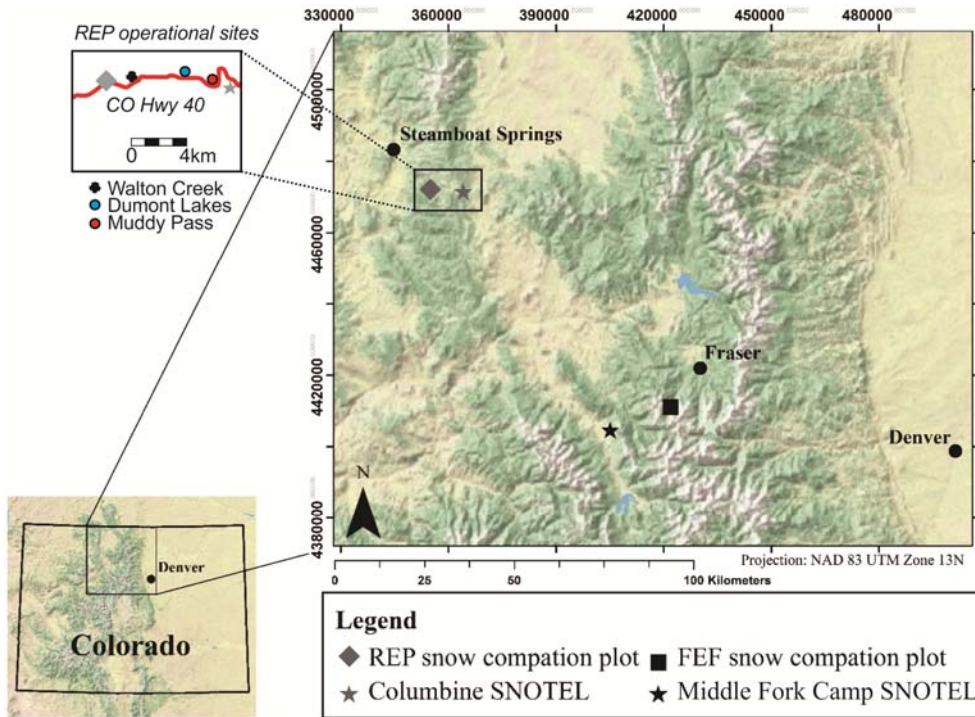 330000 360000 390000 420000 450000 480000
REP operational sites
CO Hwy 40
0 4km
Walton Creek
Dumont Lakes
Muddy Pass
4500000
4460000
4420000
4380000
Steamboat Springs
Fraser
Denver
N
Projection: NAD 83 UTM Zone 13N
0 25 50 100 Kilometers
Denver
Colorado
Legend
REP snow compation plot
FEF snow compation plot
Columbine SNOTEL
Middle Fork Camp SNOTEL